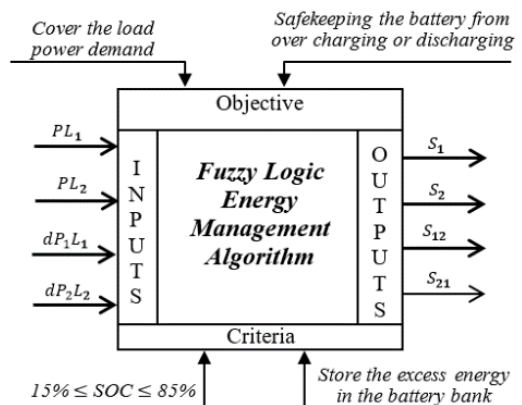 Cover the load
power demand
Safekeeping the battery from
over charging or discharging
Objective
PL₁
PL₂
dP₁L₁
dP₂L₂
INPUTS
Fuzzy Logic
Energy
Management
Algorithm
OUTPUTS
S₁
S₂
S₁₂
S₂₁
Criteria
15% ≤ SOC ≤ 85%
Store the excess energy
in the battery bank